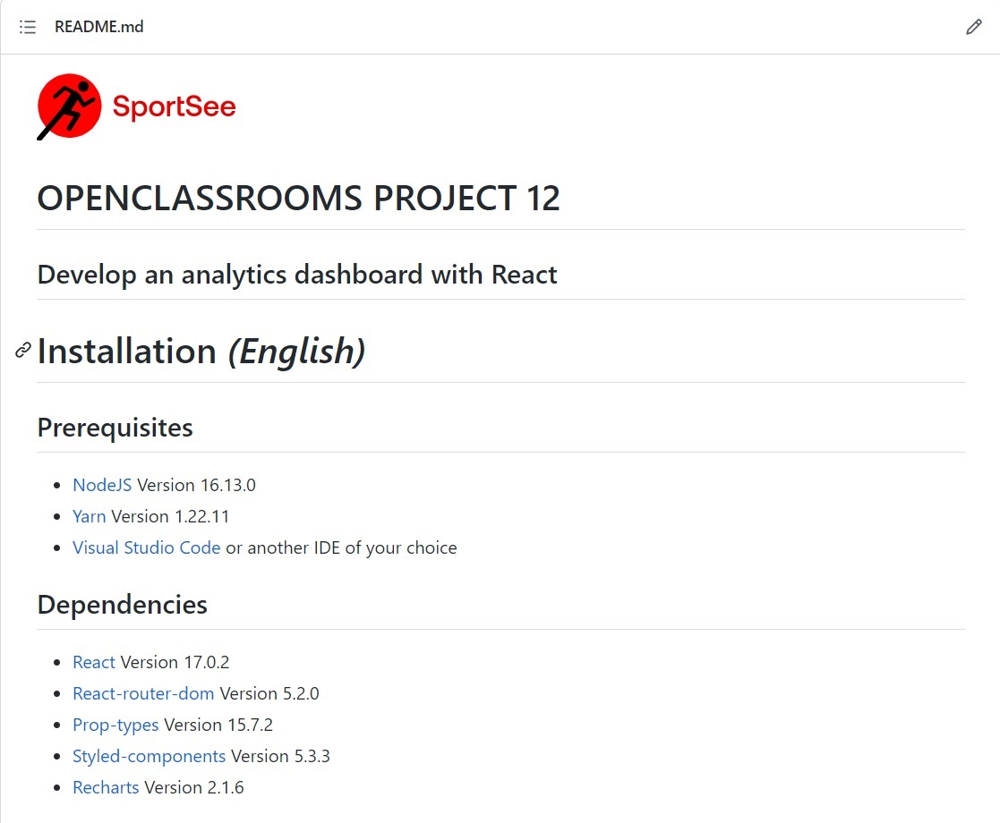 README.md
SportSee
OPENCLASSROOMS PROJECT 12
Develop an analytics dashboard with React
Installation (English)
Prerequisites
NodeJS Version 16.13.0
Yarn Version 1.22.11
Visual Studio Code or another IDE of your choice
Dependencies
React Version 17.0.2
React-router-dom Version 5.2.0
Prop-types Version 15.7.2
Styled-components Version 5.3.3
Recharts Version 2.1.6